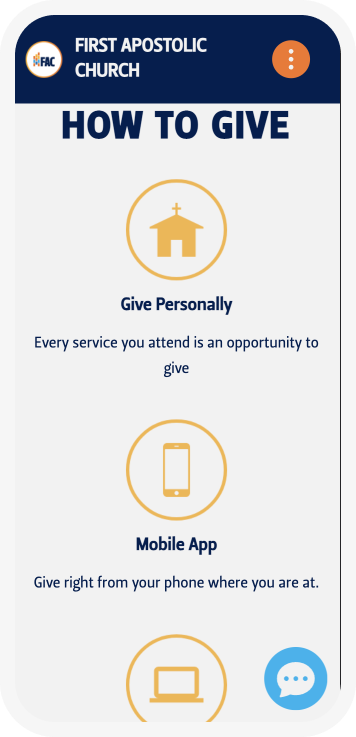 FAC
FIRST APOSTOLIC
CHURCH
HOW TO GIVE
Give Personally
Every service you attend is an opportunity to
give
Mobile App
Give right from your phone where you are at.